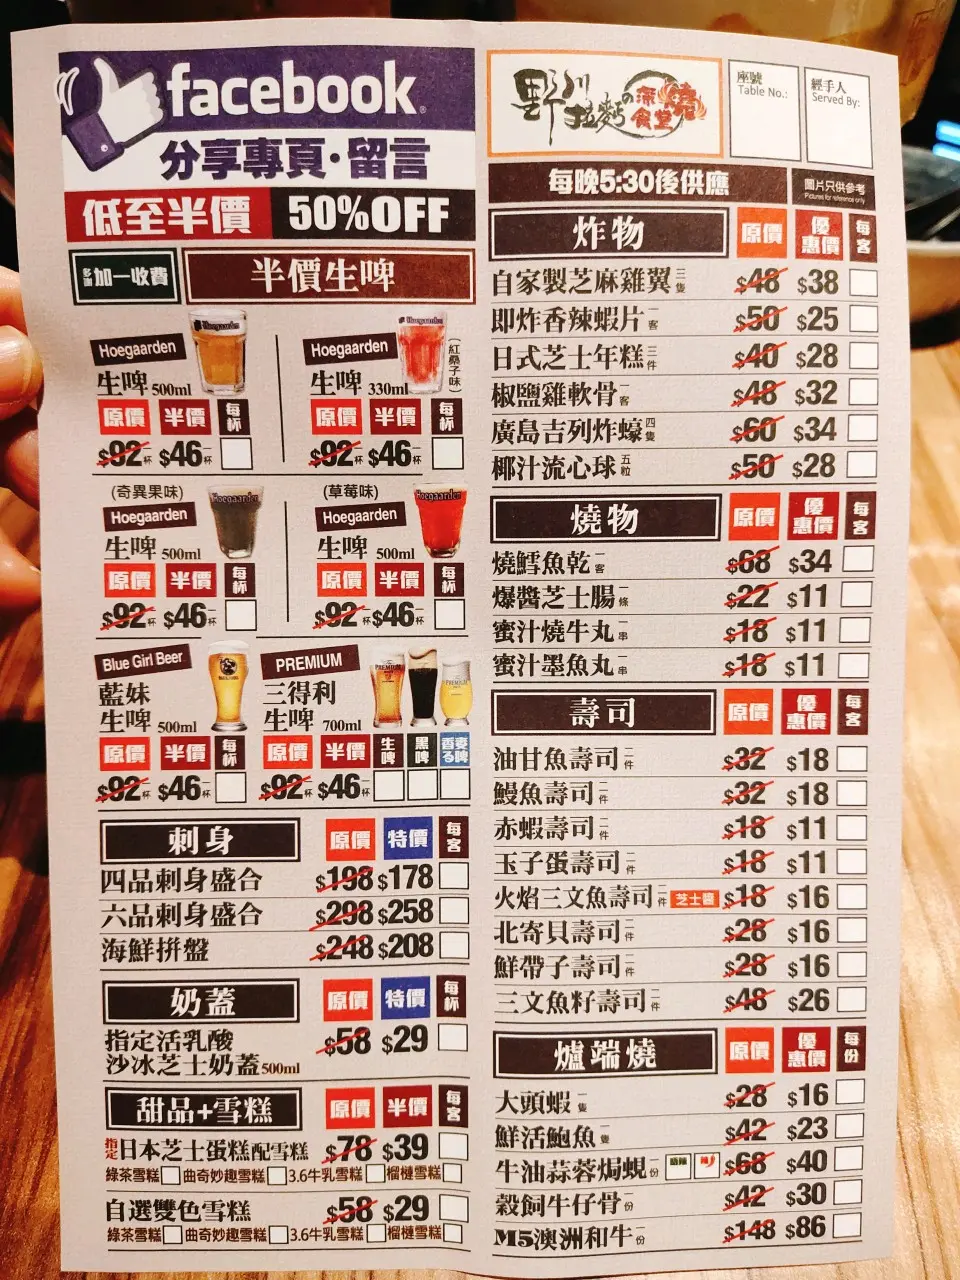 facebook
分享專頁·留言
低至半價 50%OFF
加一收費
半價生啤
Hoegaarden
生啤 500ml
原價 半價 每杯
$92杯 $46杯
Hoegaarden
(紅桑子味)
生啤 330ml
原價 半價 每杯
$92杯 $46杯
(奇異果味)
Hoegaarden
生啤 500ml
原價 半價 每杯
$92杯 $46杯
(草莓味)
Hoegaarden
生啤 500ml
原價 半價 每杯
$92杯 $46杯
Blue Girl Beer
藍妹
生啤 500ml
原價 半價 每杯
$92杯 $46杯
PREMIUM
三得利
生啤 700ml
原價 半價 生啤 黑啤
$92杯 $46杯
刺身 原價 特價 每客
四品刺身盛合 $198 $178
六品刺身盛合 $298 $258
海鮮拼盤 $248 $208
奶蓋 原價 特價 每杯
指定活乳酸
沙冰芝士奶蓋 500ml $58 $29
甜品+雪糕 原價 半價 每客
指定 日本芝士蛋糕配雪糕 $78 $39
綠茶雪糕 曲奇妙趣雪糕 3.6牛乳雪糕 榴槤雪糕
自選雙色雪糕 $58 $29
綠茶雪糕 曲奇妙趣雪糕 3.6牛乳雪糕 榴槤雪糕
野川拉麵の深燒食堂
座號
Table No.:
經手人
Served By:
每晚5:30後供應
圖片只供參考
Pictures for reference only
炸物 原價 優惠價 每客
自家製芝麻雞翼 三隻 $48 $38
即炸香辣蝦片 一客 $50 $25
日式芝士年糕 三件 $40 $28
椒鹽雞軟骨 一客 $48 $32
廣島吉列炸蠔 四隻 $60 $34
椰汁流心球 五粒 $50 $28
燒物 原價 優惠價 每客
燒鱈魚乾 一客 $68 $34
爆醬芝士腸 一條 $22 $11
蜜汁燒牛丸 一串 $18 $11
蜜汁墨魚丸 一串 $18 $11
壽司 原價 優惠價 每客
油甘魚壽司 二件 $32 $18
鰻魚壽司 二件 $32 $18
赤蝦壽司 二件 $18 $11
玉子蛋壽司 二件 $18 $11
火焰三文魚壽司 二件 芝士醬 $18 $16
北寄貝壽司 二件 $28 $16
鮮帶子壽司 二件 $28 $16
三文魚籽壽司 二件 $48 $26
爐端燒 原價 優惠價 每份
大頭蝦 一隻 $28 $16
鮮活鮑魚 一隻 $42 $23
牛油蒜蓉焗蜆 一份 $68 $40
穀飼牛仔骨 一份 $42 $30
M5澳洲和牛 一份 $148 $86